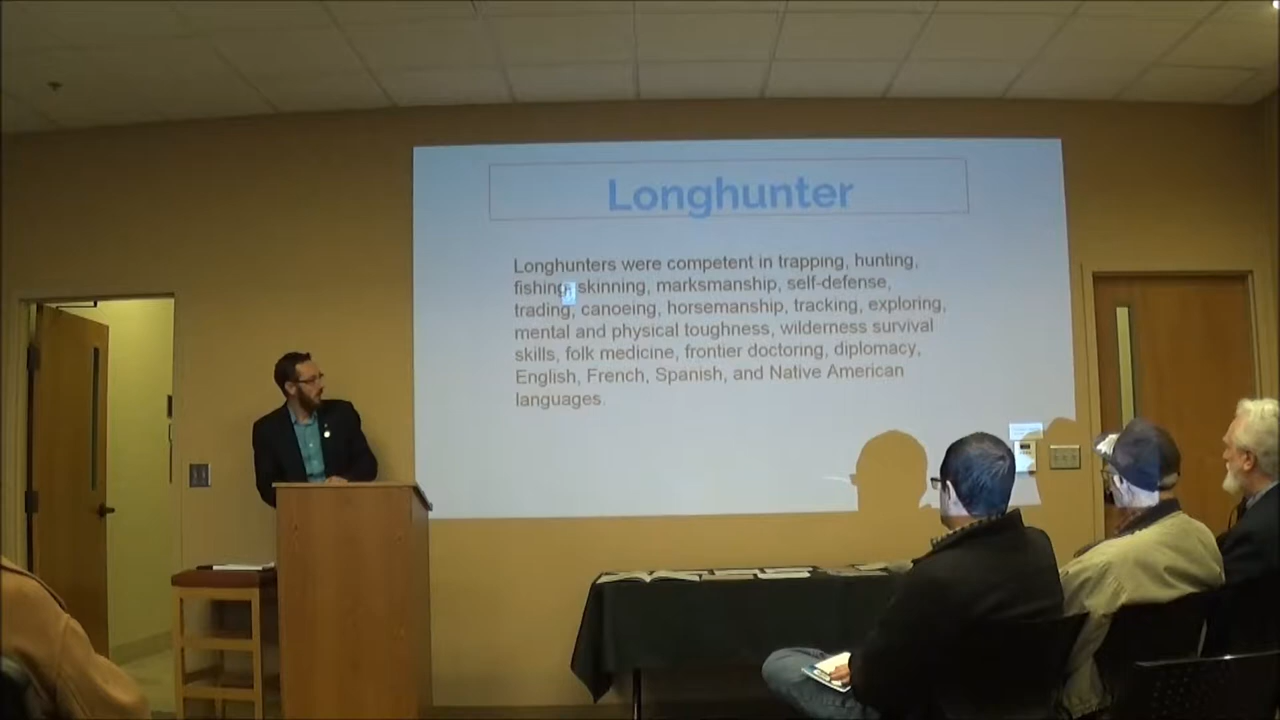 Longhunter
Longhunters were competent in trapping, hunting,
fishing, skinning, marksmanship, self-defense,
trading, canoeing, horsemanship, tracking, exploring,
mental and physical toughness, wilderness survival
skills, folk medicine, frontier doctoring, diplomacy,
English, French, Spanish, and Native American
languages.